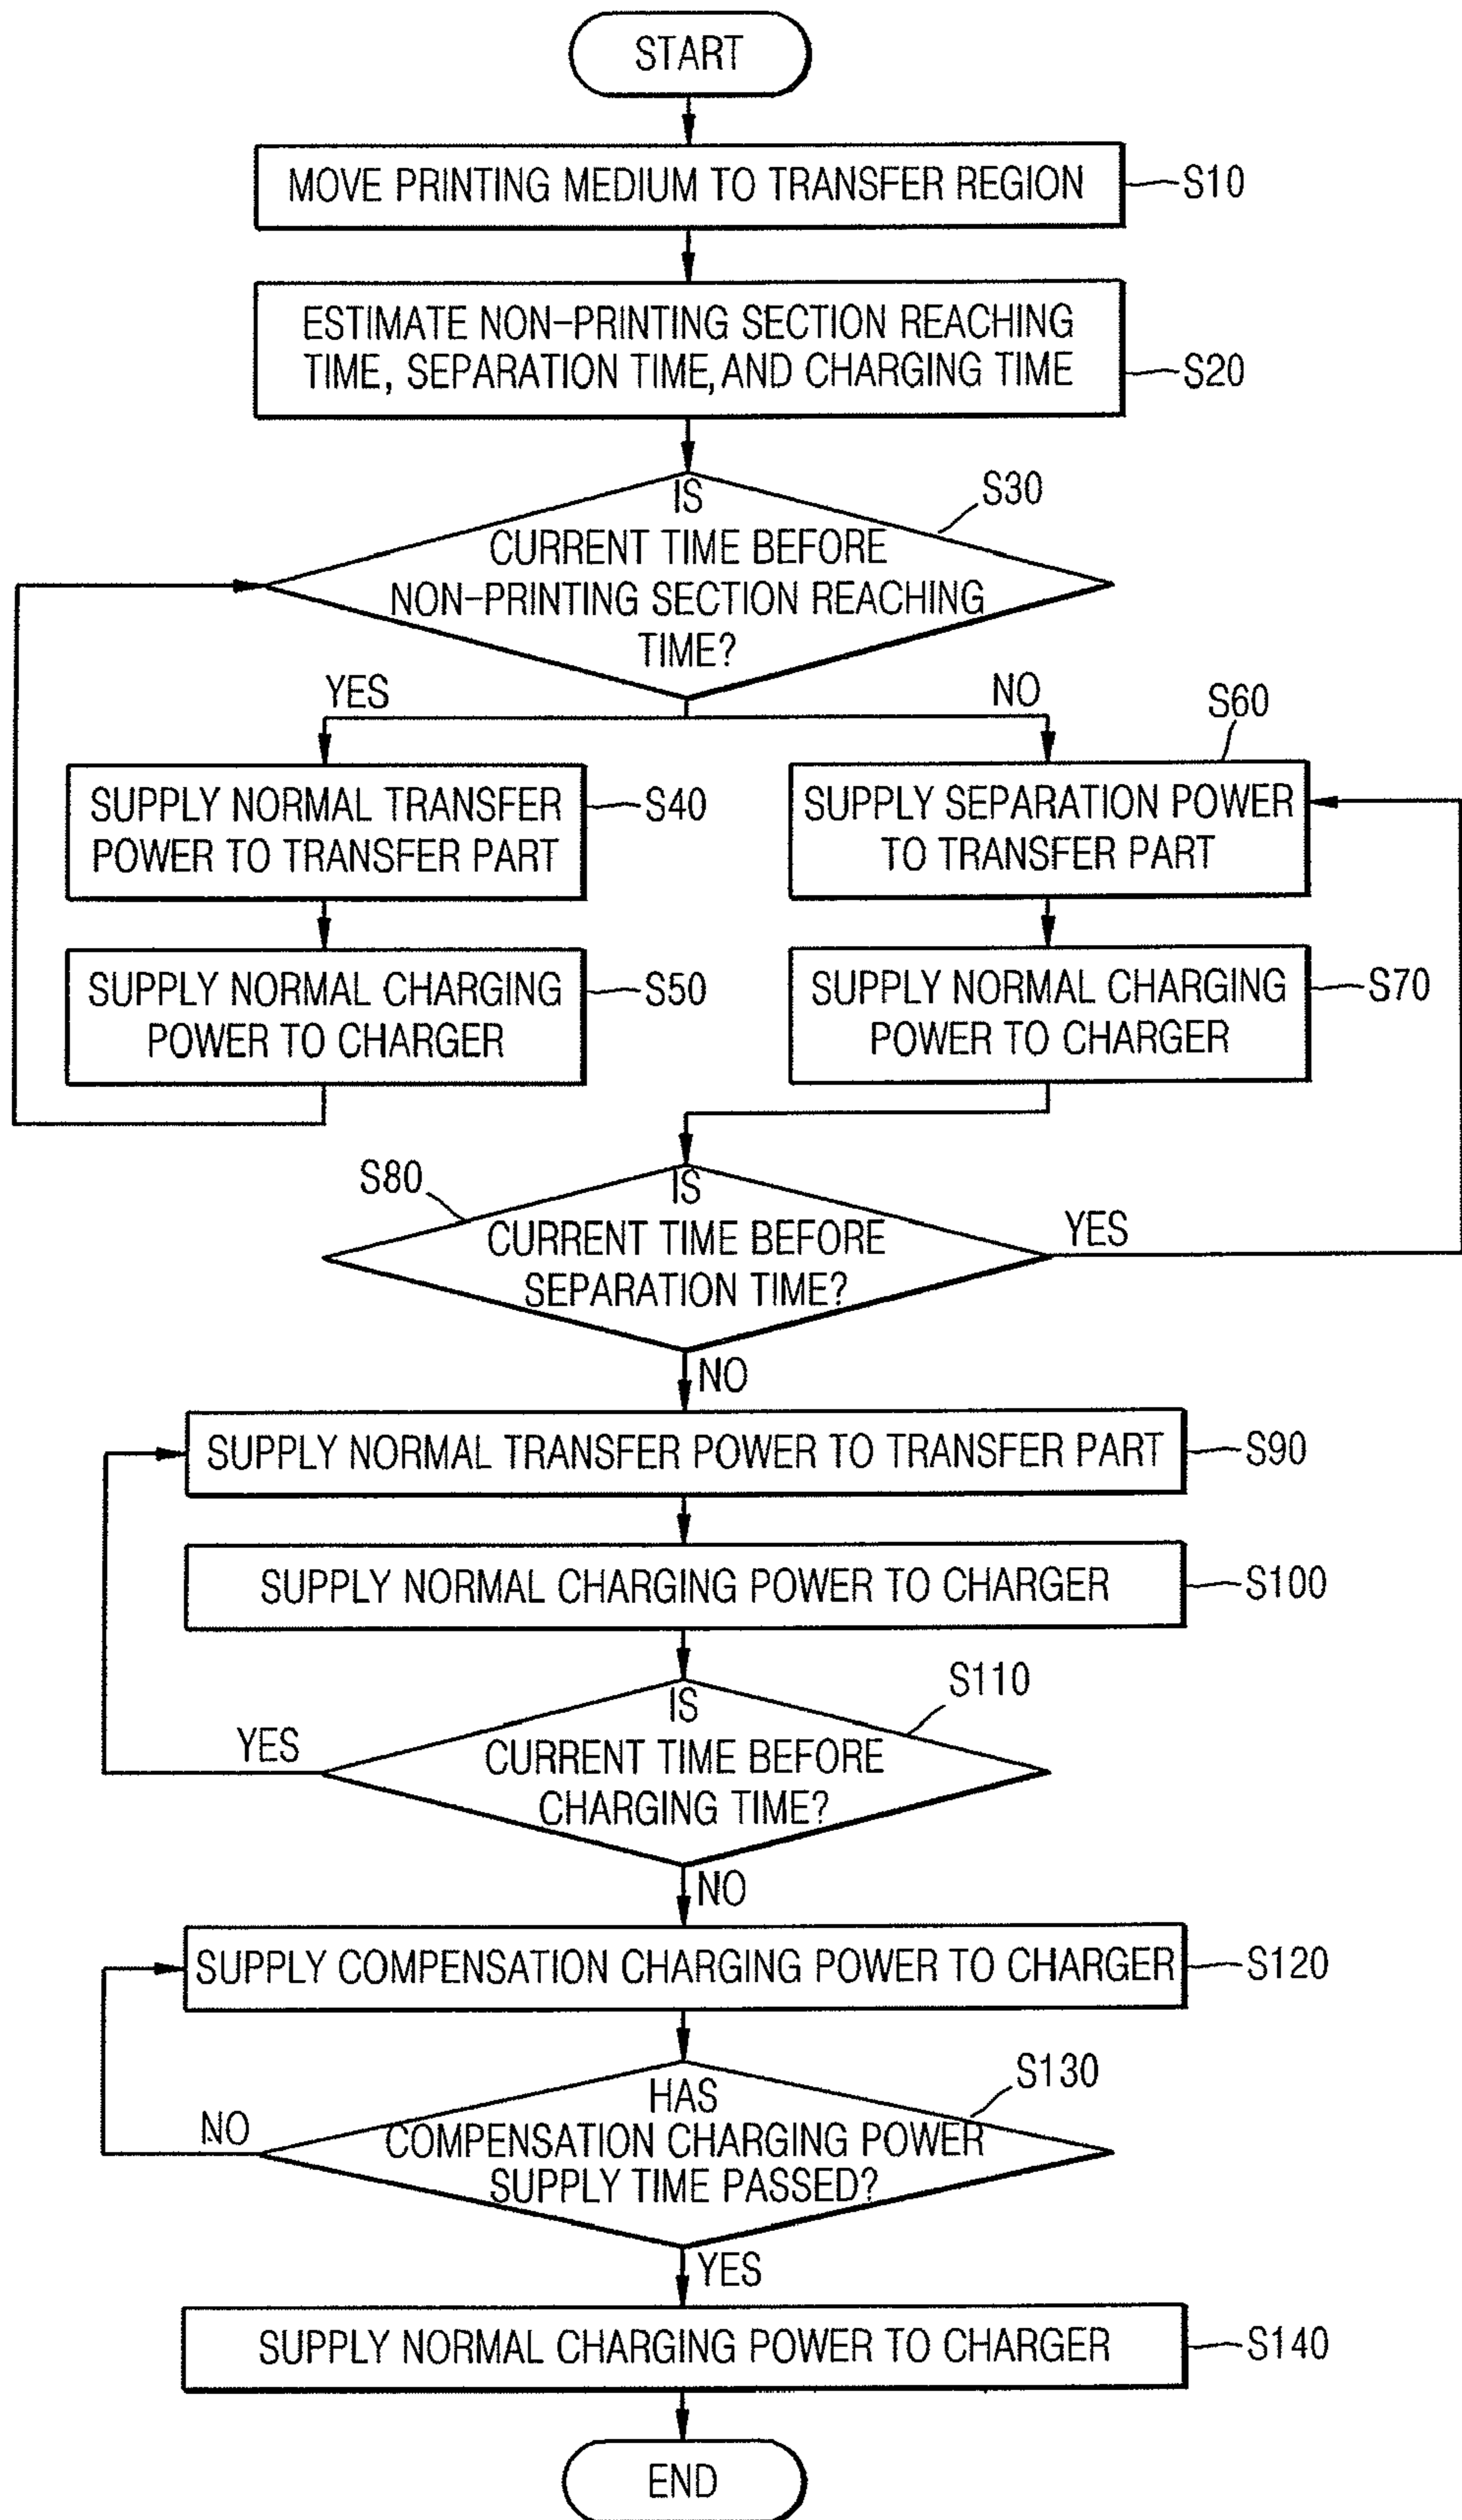 START
MOVE PRINTING MEDIUM TO TRANSFER REGION
S10
ESTIMATE NON-PRINTING SECTION REACHING
TIME, SEPARATION TIME, AND CHARGING TIME
S20
IS
CURRENT TIME BEFORE
NON-PRINTING SECTION REACHING
TIME?
S30
YES
NO
SUPPLY NORMAL TRANSFER
POWER TO TRANSFER PART
S40
S60
SUPPLY SEPARATION POWER
TO TRANSFER PART
SUPPLY NORMAL CHARGING
POWER TO CHARGER
S50
SUPPLY NORMAL CHARGING
POWER TO CHARGER
S70
S80
IS
CURRENT TIME BEFORE
SEPARATION TIME?
YES
NO
SUPPLY NORMAL TRANSFER POWER TO TRANSFER PART
S90
SUPPLY NORMAL CHARGING POWER TO CHARGER
S100
IS
CURRENT TIME BEFORE
CHARGING TIME?
S110
YES
NO
SUPPLY COMPENSATION CHARGING POWER TO CHARGER
S120
HAS
COMPENSATION CHARGING POWER
SUPPLY TIME PASSED?
S130
NO
YES
SUPPLY NORMAL CHARGING POWER TO CHARGER
S140
END